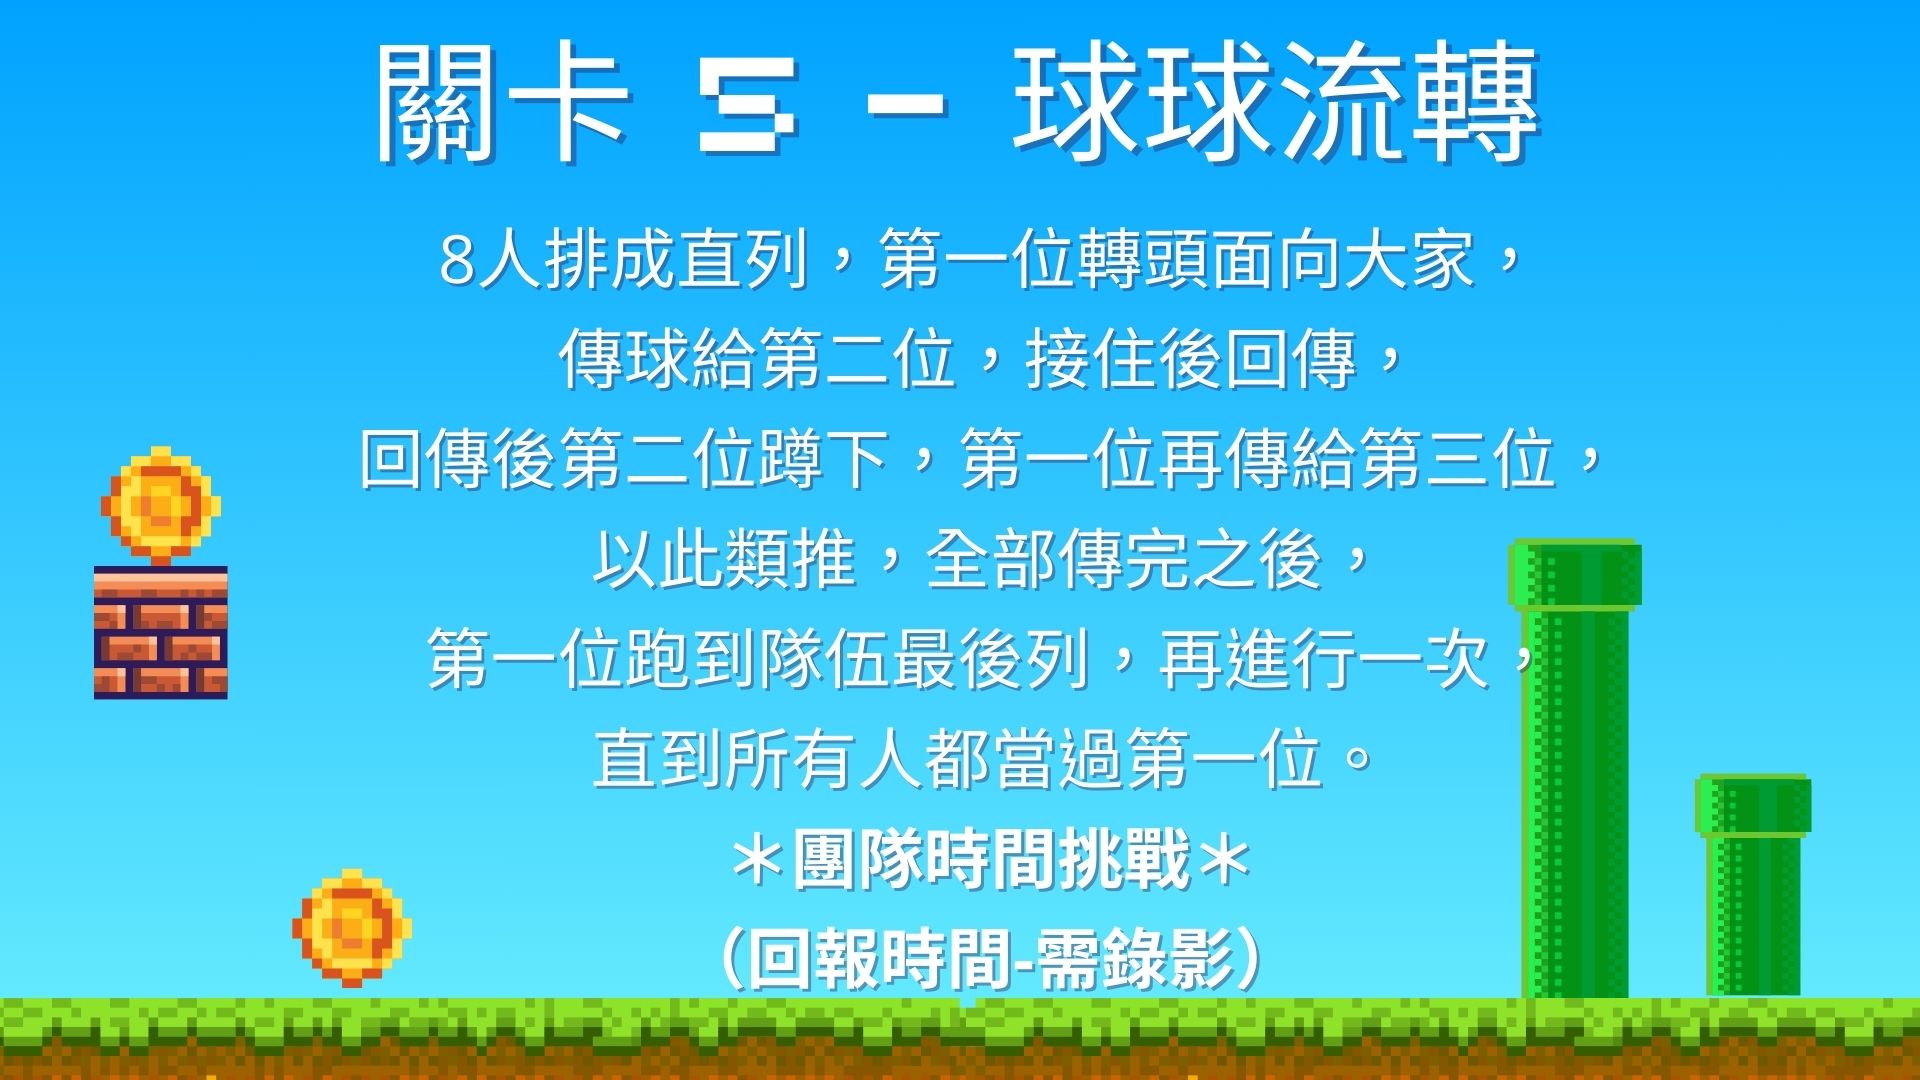 關卡 5 - 球球流轉
8人排成直列，第一位轉頭面向大家，
傳球給第二位，接住後回傳，
回傳後第二位蹲下，第一位再傳給第三位，
以此類推，全部傳完之後，
第一位跑到隊伍最後列，再進行一次，
直到所有人都當過第一位。
＊團隊時間挑戰＊
（回報時間-需錄影）